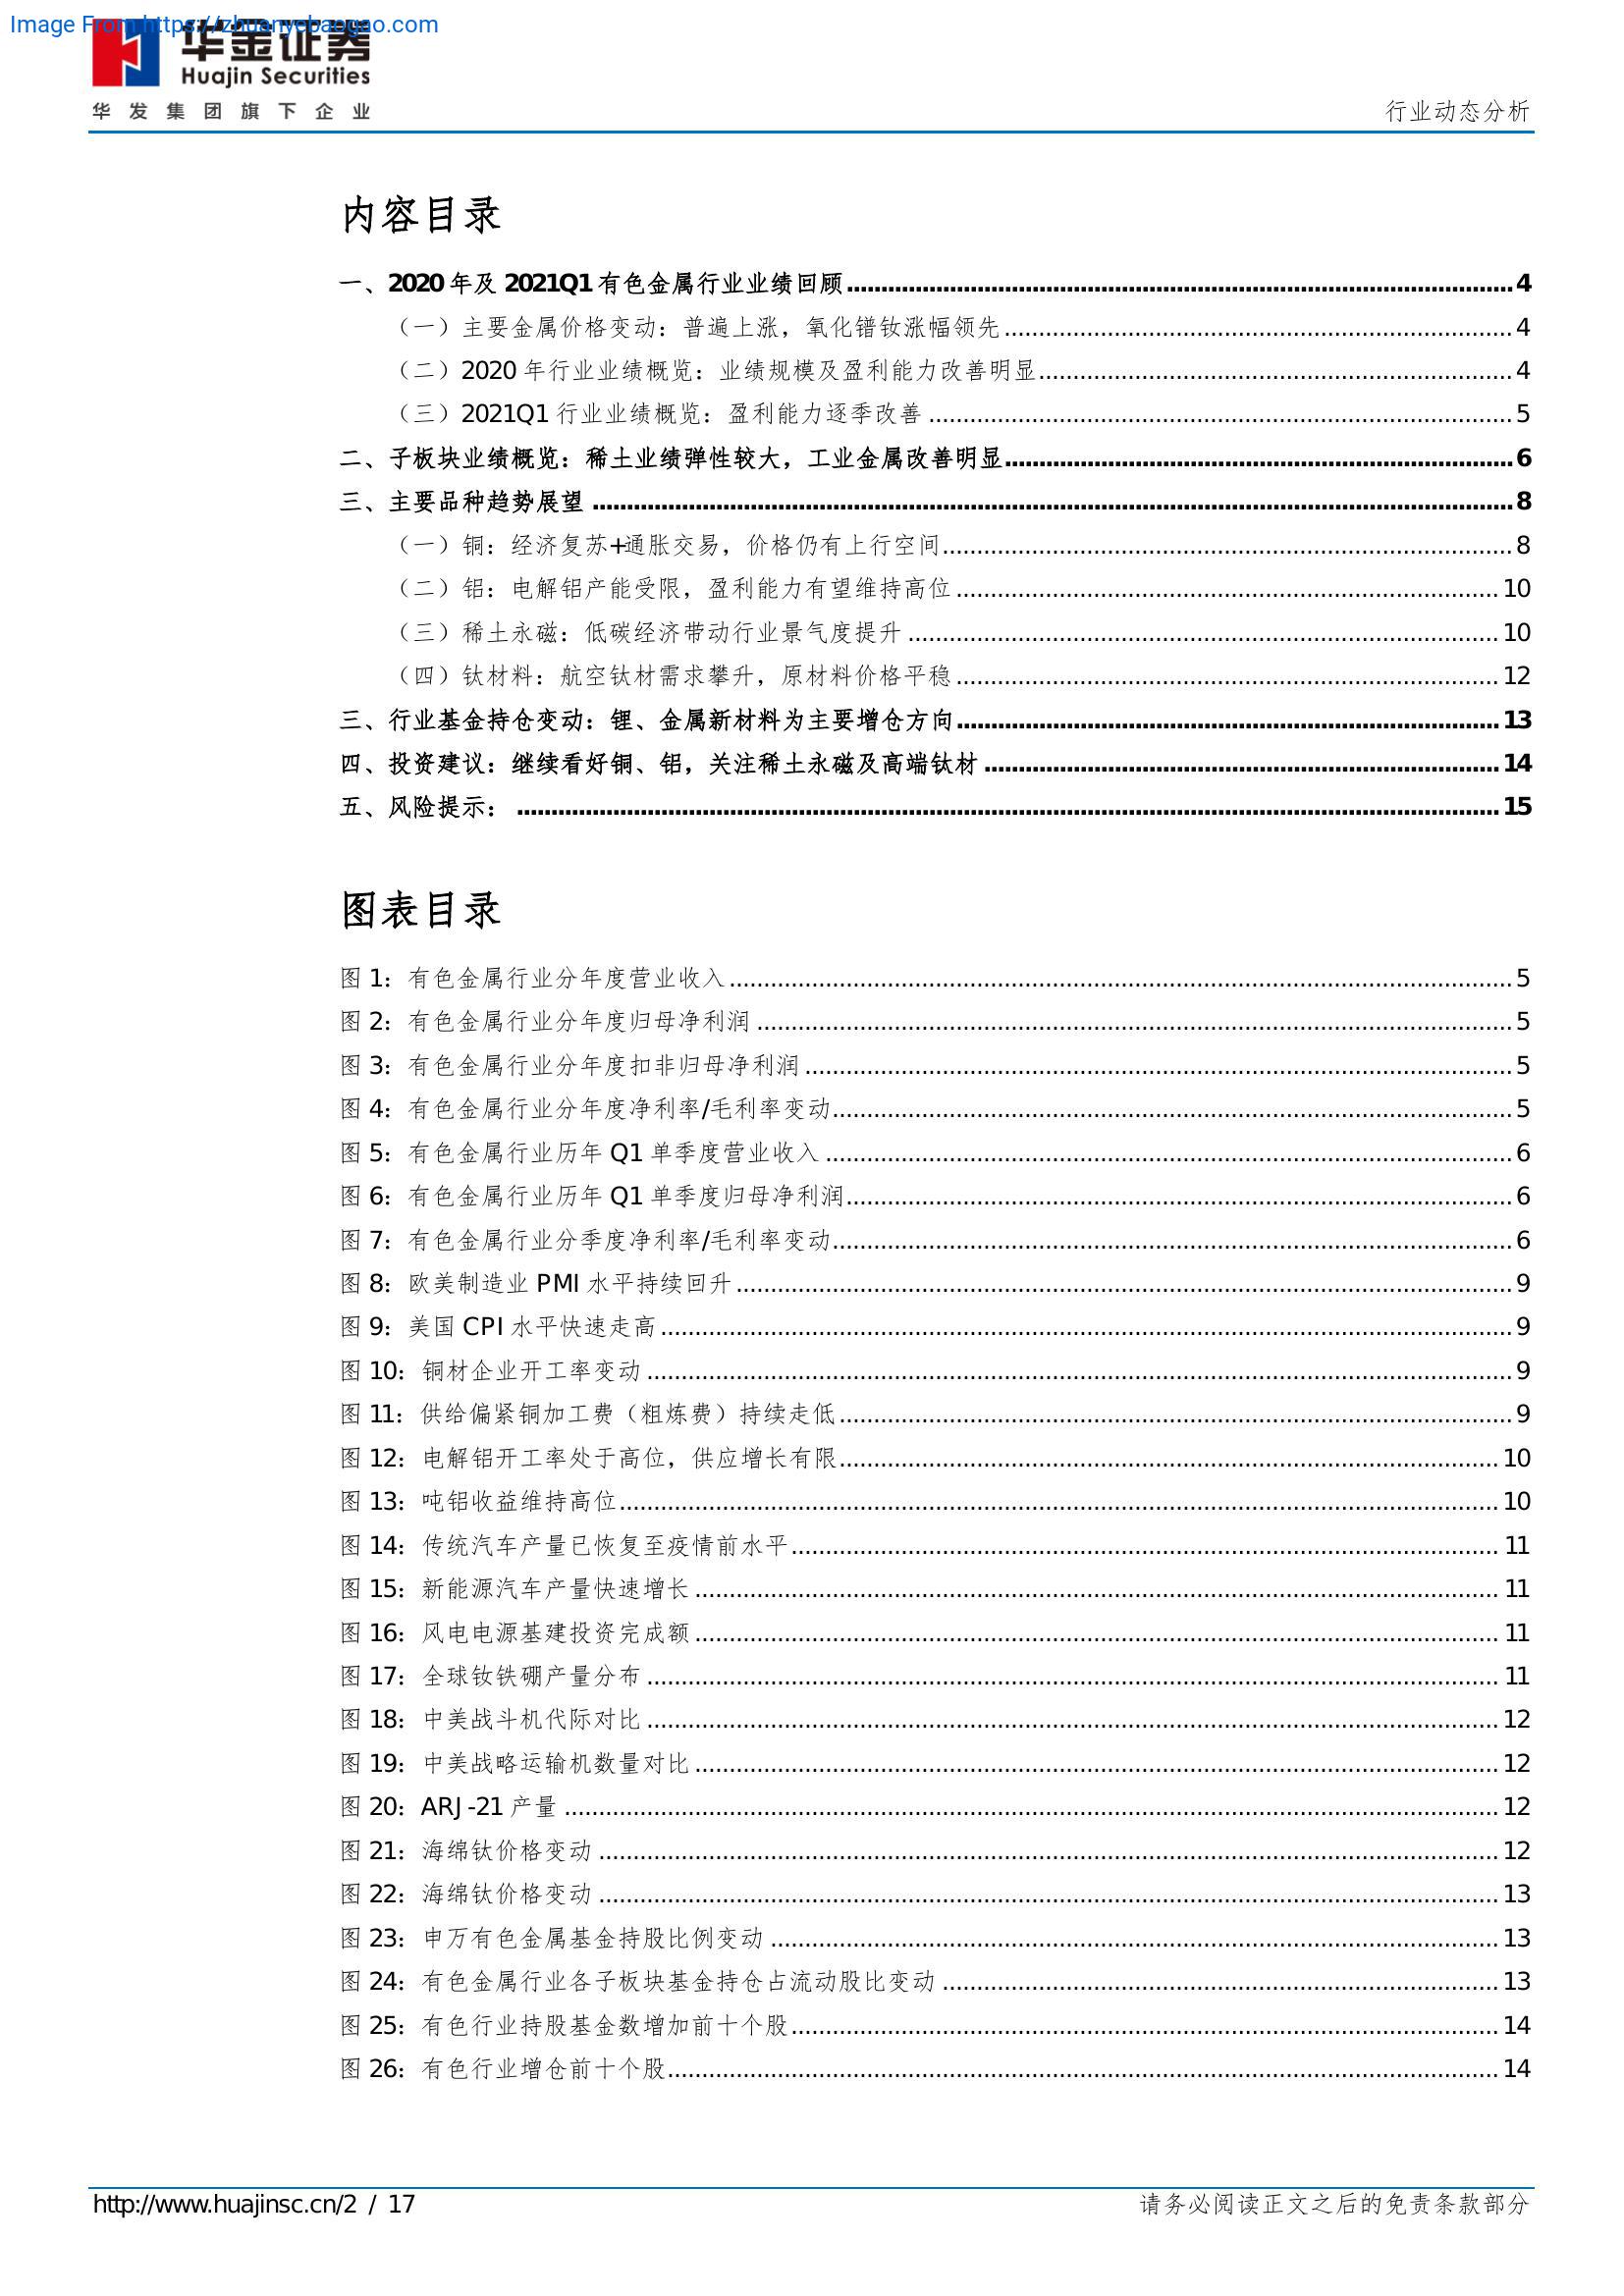 Image From https://zhuanyebaogao.com
华金证券
Huajin Securities
华发集团旗下企业
行业动态分析
内容目录
一、2020 年及 2021Q1 有色金属行业业绩回顾 4
（一）主要金属价格变动：普遍上涨，氧化镨钕涨幅领先 4
（二）2020 年行业业绩概览：业绩规模及盈利能力改善明显 4
（三）2021Q1 行业业绩概览：盈利能力逐季改善 5
二、子板块业绩概览：稀土业绩弹性较大，工业金属改善明显 6
三、主要品种趋势展望 8
（一）铜：经济复苏+通胀交易，价格仍有上行空间 8
（二）铝：电解铝产能受限，盈利能力有望维持高位 10
（三）稀土永磁：低碳经济带动行业景气度提升 10
（四）钛材料：航空钛材需求攀升，原材料价格平稳 12
三、行业基金持仓变动：锂、金属新材料为主要增仓方向 13
四、投资建议：继续看好铜、铝，关注稀土永磁及高端钛材 14
五、风险提示： 15
图表目录
图 1：有色金属行业分年度营业收入 5
图 2：有色金属行业分年度归母净利润 5
图 3：有色金属行业分年度扣非归母净利润 5
图 4：有色金属行业分年度净利率/毛利率变动 5
图 5：有色金属行业历年 Q1 单季度营业收入 6
图 6：有色金属行业历年 Q1 单季度归母净利润 6
图 7：有色金属行业分季度净利率/毛利率变动 6
图 8：欧美制造业 PMI 水平持续回升 9
图 9：美国 CPI 水平快速走高 9
图 10：铜材企业开工率变动 9
图 11：供给偏紧铜加工费（粗炼费）持续走低 9
图 12：电解铝开工率处于高位，供应增长有限 10
图 13：吨铝收益维持高位 10
图 14：传统汽车产量已恢复至疫情前水平 11
图 15：新能源汽车产量快速增长 11
图 16：风电电源基建投资完成额 11
图 17：全球钕铁硼产量分布 11
图 18：中美战斗机代际对比 12
图 19：中美战略运输机数量对比 12
图 20：ARJ-21 产量 12
图 21：海绵钛价格变动 12
图 22：海绵钛价格变动 13
图 23：申万有色金属基金持股比例变动 13
图 24：有色金属行业各子板块基金持仓占流动股比变动 13
图 25：有色行业持股基金数增加前十个股 14
图 26：有色行业增仓前十个股 14
http://www.huajinsc.cn/2 / 17
请务必阅读正文之后的免责条款部分